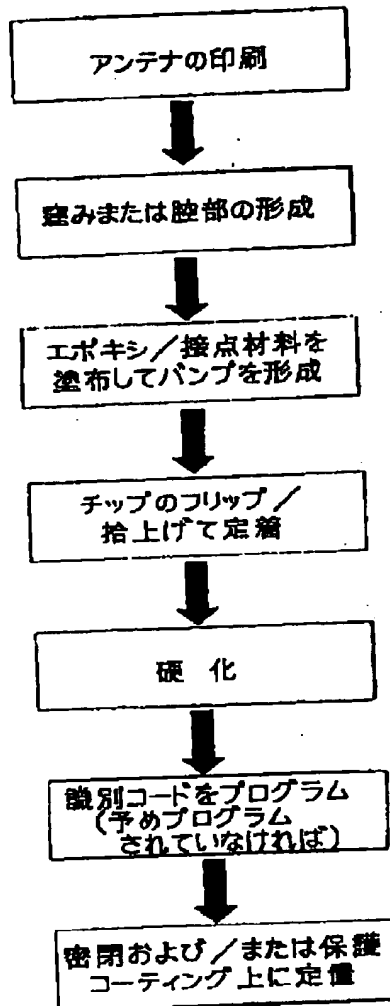 アンテナの印刷
窪みまたは腔部の形成
エポキシ／接点材料を
塗布してバンプを形成
チップのフリップ／
拾上げて定着
硬 化
識別コードをプログラム
(予めプログラム
されていなければ)
密閉および／または保護
コーティング上に定置